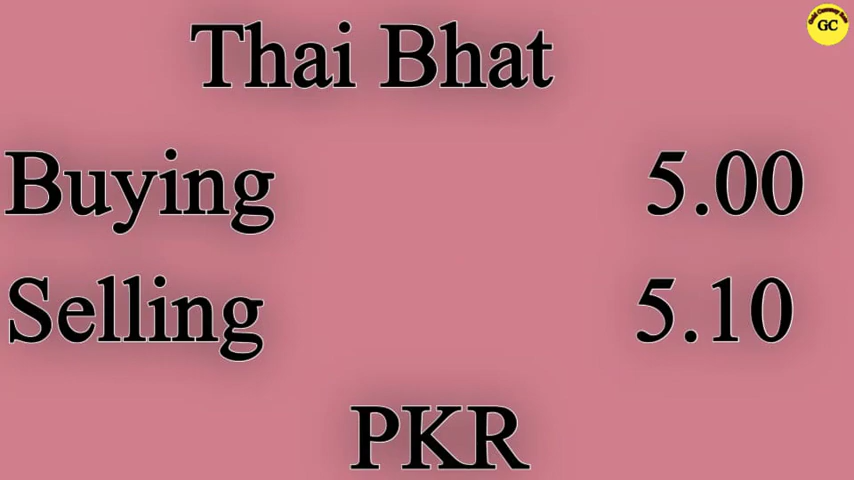 Thai Bhat
GC
Buying 5.00
Selling 5.10
PKR